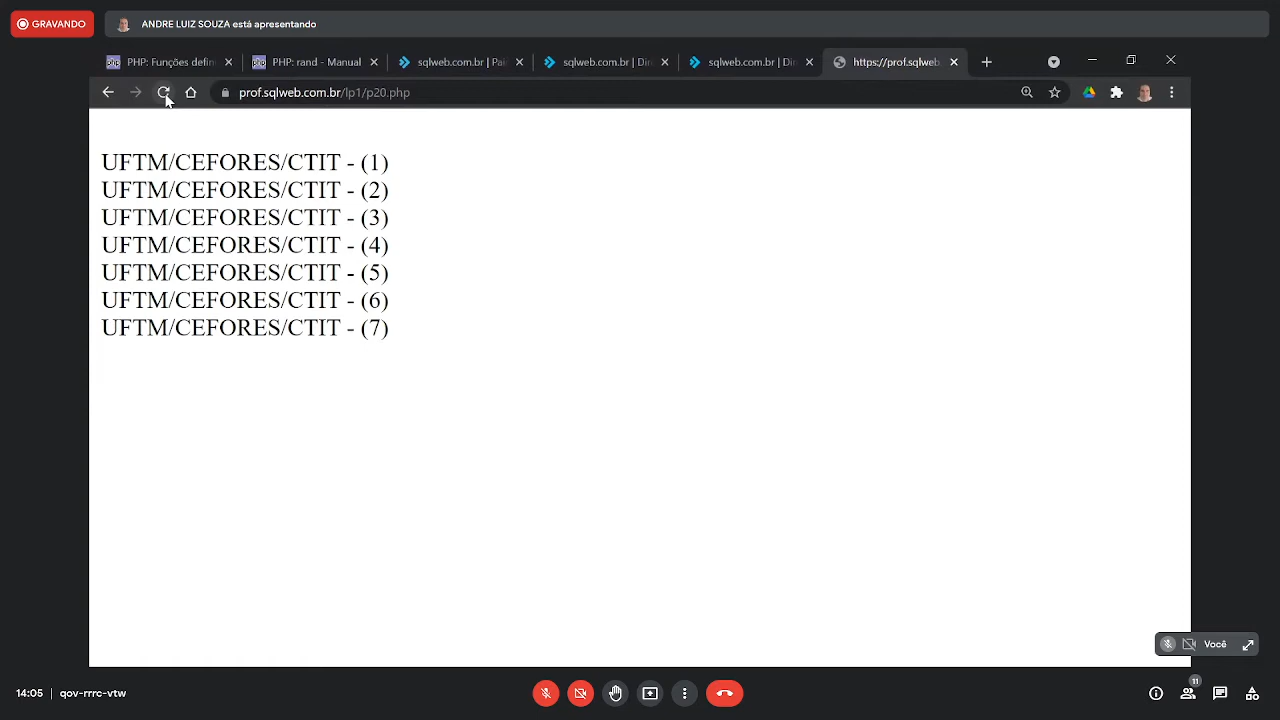 GRAVANDO
ANDRE LUIZ SOUZA está apresentando
PHP: Funções defin
PHP: rand - Manual
sqlweb.com.br | Pai
sqlweb.com.br | Dir
sqlweb.com.br | Dir
https://prof.sqlweb
prof.sqlweb.com.br/lp1/p20.php
UFTM/CEFORES/CTIT - (1)
UFTM/CEFORES/CTIT - (2)
UFTM/CEFORES/CTIT - (3)
UFTM/CEFORES/CTIT - (4)
UFTM/CEFORES/CTIT - (5)
UFTM/CEFORES/CTIT - (6)
UFTM/CEFORES/CTIT - (7)
Você
14:05 qov-rrrc-vtw
11